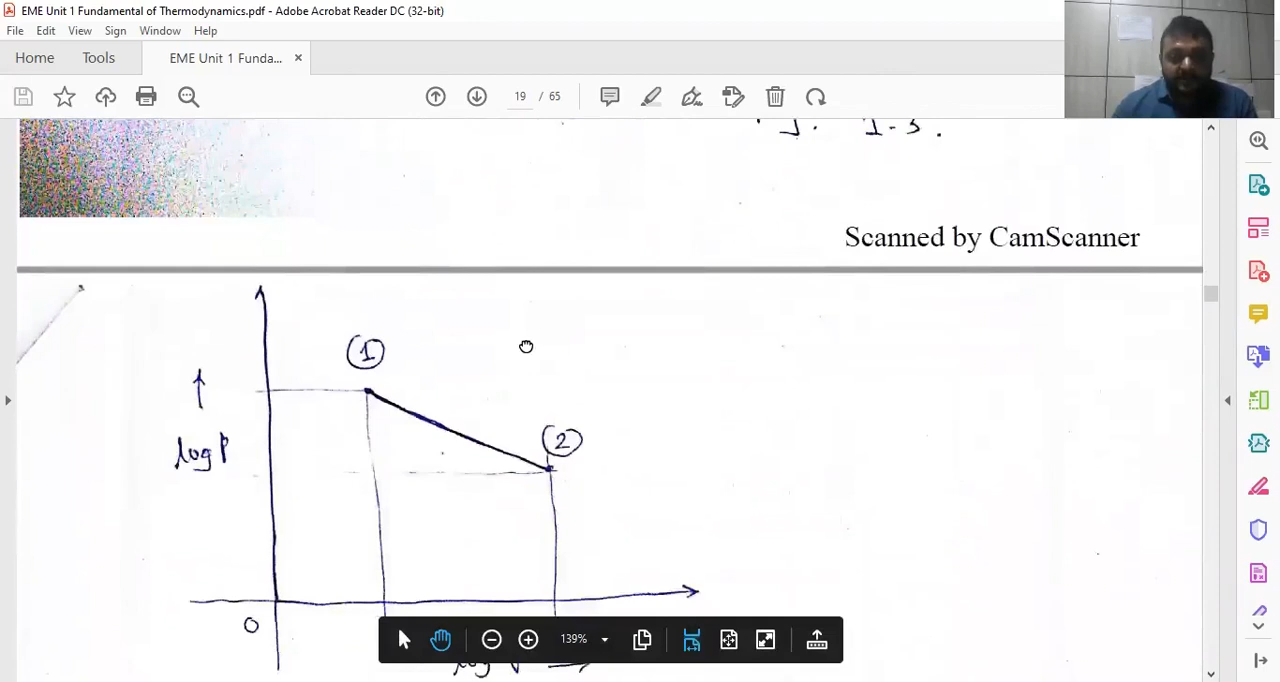 EME Unit 1 Fundamental of Thermodynamics.pdf - Adobe Acrobat Reader DC (32-bit)
File Edit View Sign Window Help
Home Tools EME Unit 1 Funda... ×
19 / 65
Scanned by CamScanner
1
2
log P
0
139%